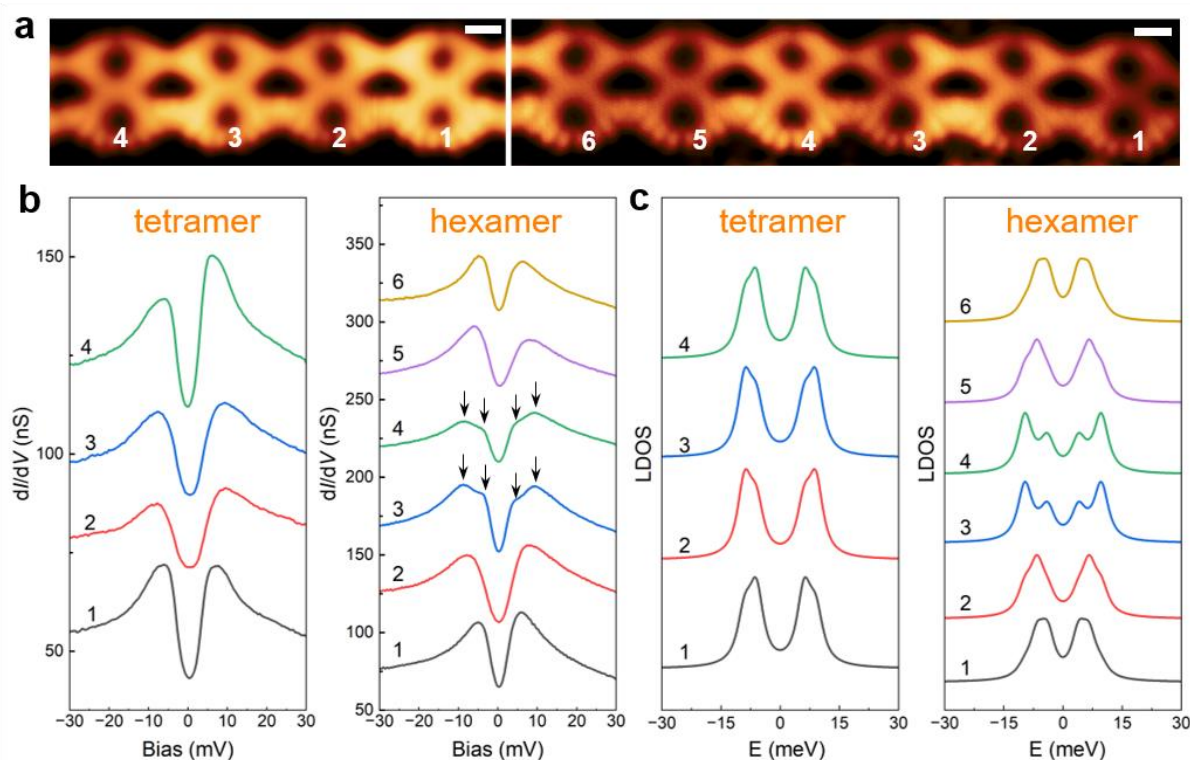 a
4 3 2 1
6 5 4 3 2 1
b
tetramer
150
100
50
4
3
2
1
dI/dV (nS)
−30 −20 −10 0 10 20 30
Bias (mV)
hexamer
350
300
250
200
150
100
50
6
5
4
3
2
1
dI/dV (nS)
−30 −20 −10 0 10 20 30
Bias (mV)
c
tetramer
4
3
2
1
LDOS
−30 −15 0 15 30
E (meV)
hexamer
6
5
4
3
2
1
LDOS
−30 −15 0 15 30
E (meV)